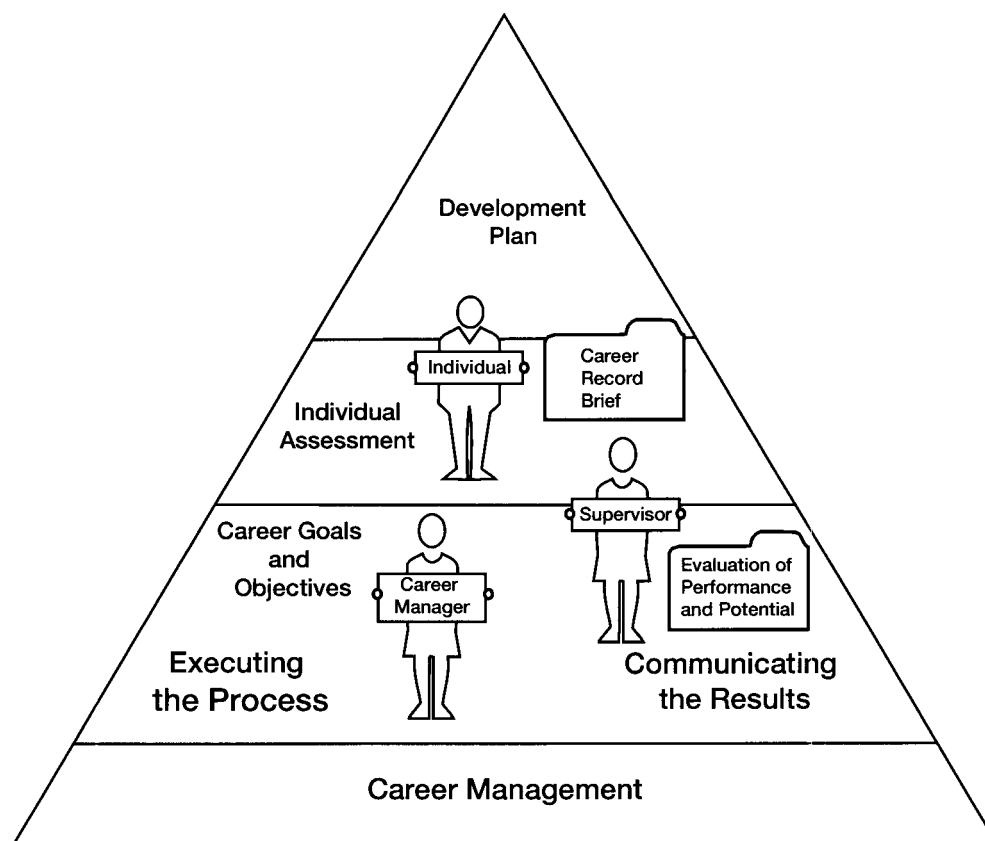 Development
Plan
Individual
Career
Record
Brief
Individual
Assessment
Supervisor
Career Goals
and
Objectives
Career
Manager
Evaluation of
Performance
and Potential
Executing
the Process
Communicating
the Results
Career Management